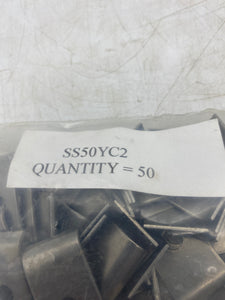 SS50YC2
QUANTITY = 50